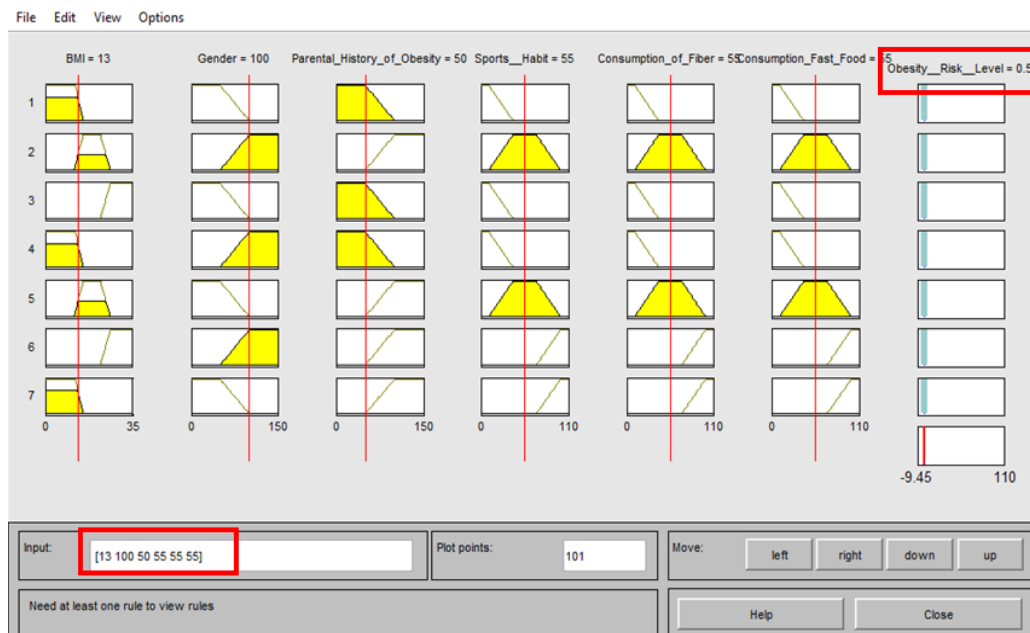 File Edit View Options
BMI = 13 Gender = 100 Parental_History_of_Obesity = 50 Sports__Habit = 55 Consumption_of_Fiber = 55 Consumption_Fast_Food = 55
Obesity__Risk__Level = 0.5
1
2
3
4
5
6
7
0 35 0 150 0 150 0 110 0 110 0 110
-9.45 110
Input: [13 100 50 55 55 55] Plot points: 101 Move: left right down up
Need at least one rule to view rules Help Close